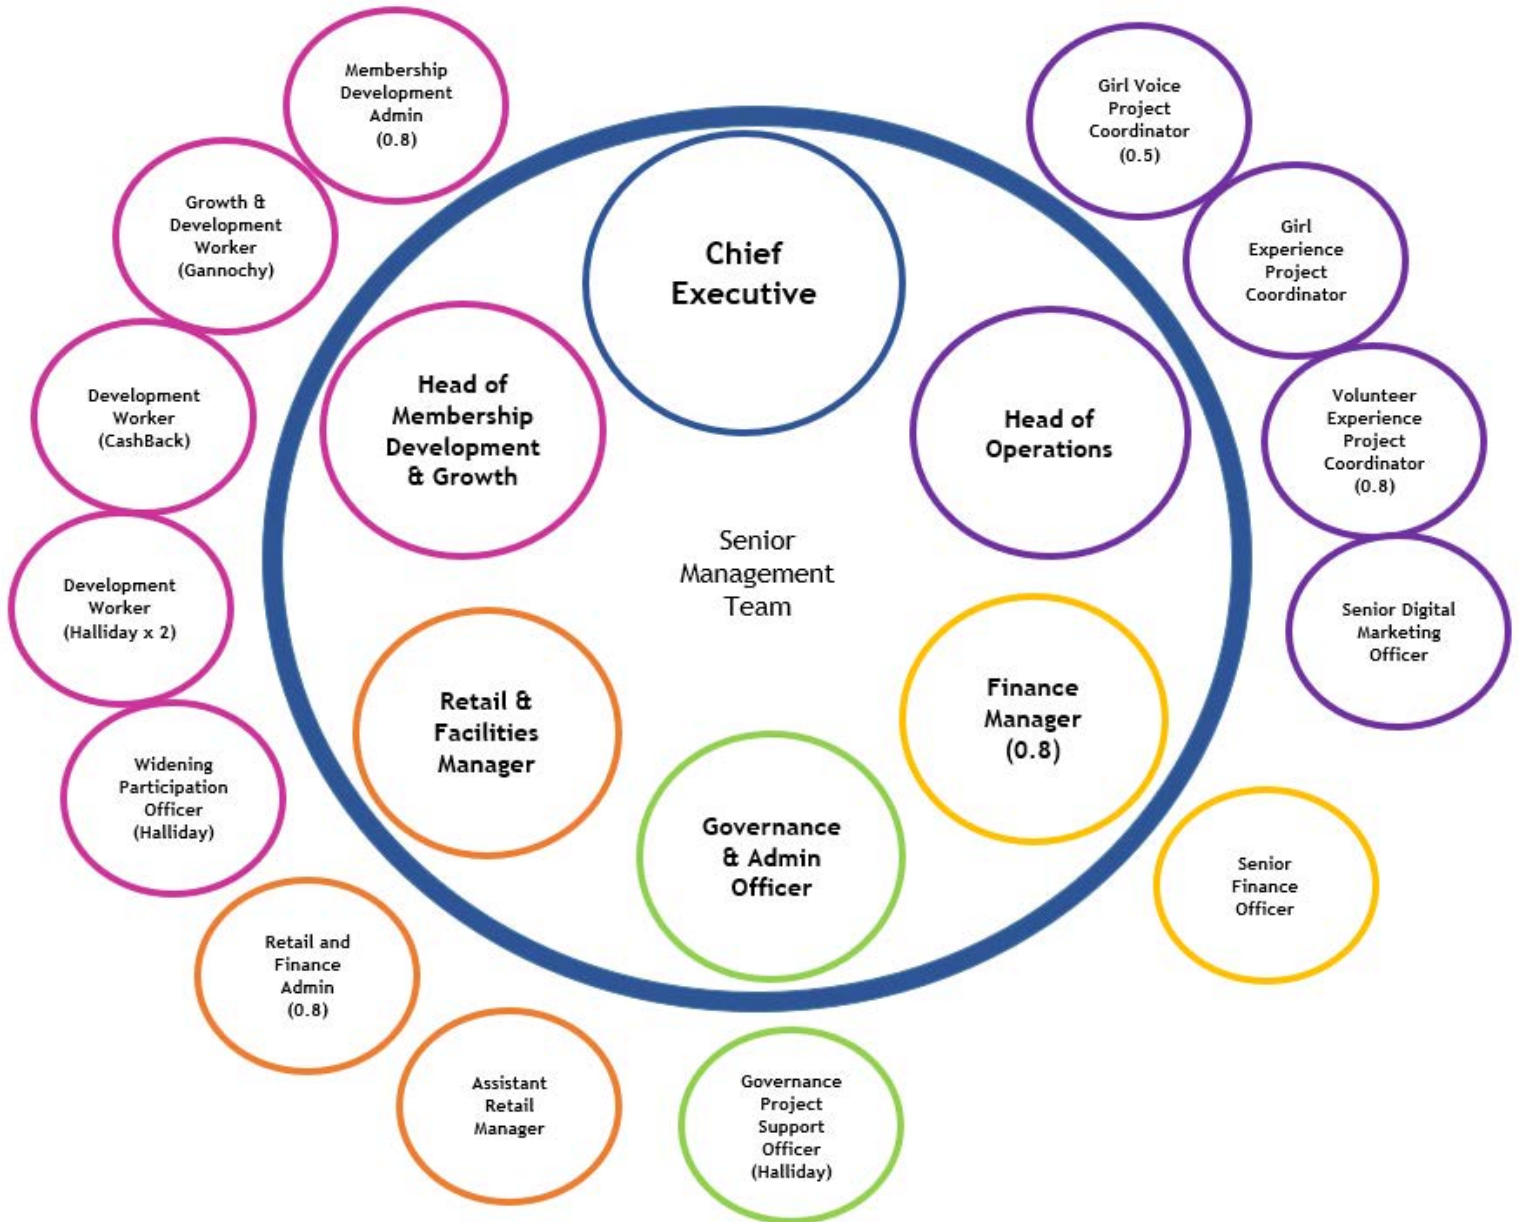 Membership
Development
Admin
(0.8)
Girl Voice
Project
Coordinator
(0.5)
Growth &
Development
Worker
(Gannochy)
Chief
Executive
Girl
Experience
Project
Coordinator
Development
Worker
(CashBack)
Head of
Membership
Development
& Growth
Head of
Operations
Volunteer
Experience
Project
Coordinator
(0.8)
Senior
Management
Team
Development
Worker
(Halliday x 2)
Senior Digital
Marketing
Officer
Retail &
Facilities
Manager
Finance
Manager
(0.8)
Widening
Participation
Officer
(Halliday)
Governance
& Admin
Officer
Senior
Finance
Officer
Retail and
Finance
Admin
(0.8)
Assistant
Retail
Manager
Governance
Project
Support
Officer
(Halliday)